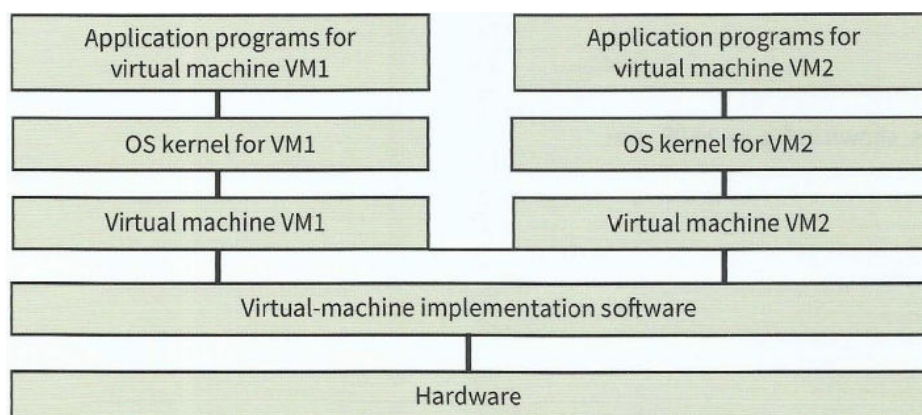 Application programs for
virtual machine VM1
Application programs for
virtual machine VM2
OS kernel for VM1
OS kernel for VM2
Virtual machine VM1
Virtual machine VM2
Virtual-machine implementation software
Hardware